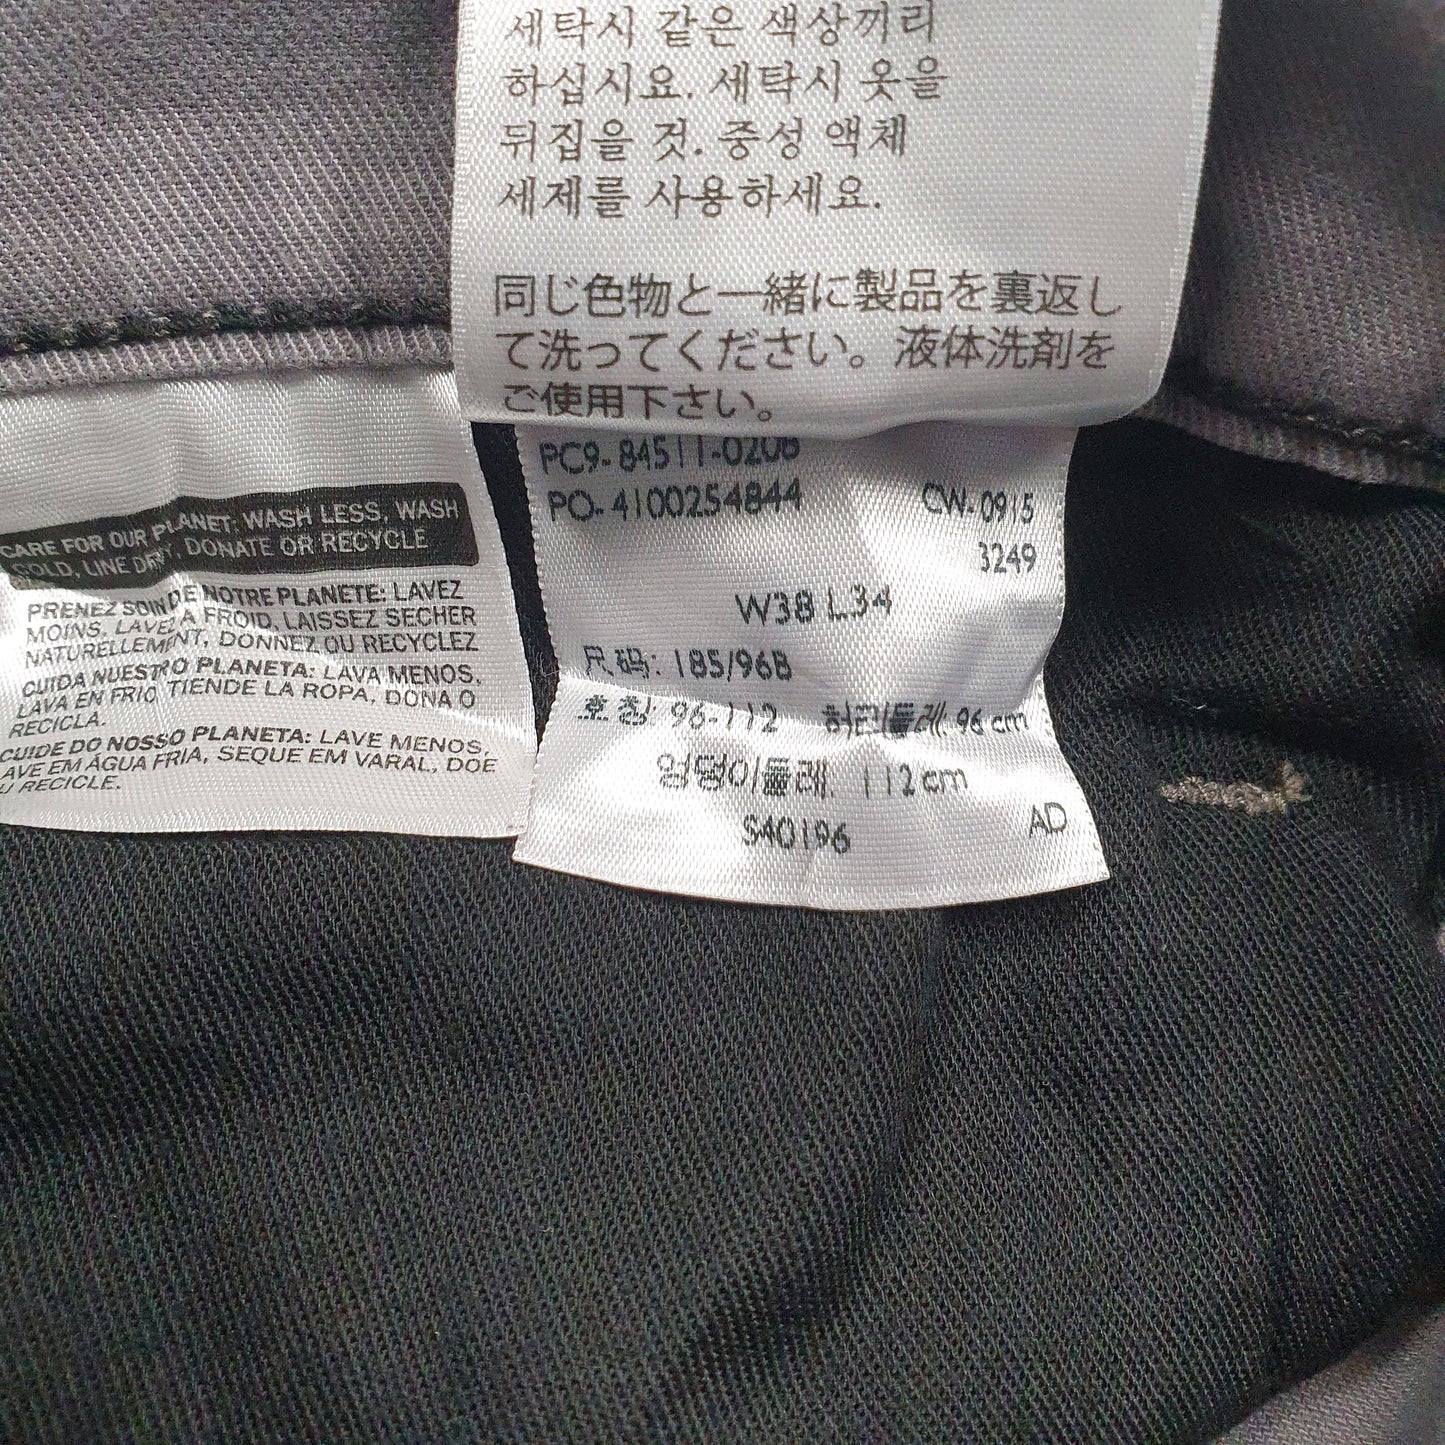 세탁시 같은 색상끼리
하십시요. 세탁시 옷을
뒤집을 것. 중성 액체
세제를 사용하세요.
同じ色物と一緒に製品を裏返し
て洗ってください。液体洗剤を
ご使用下さい。
CARE FOR OUR PLANET: WASH LESS, WASH
COLD, LINE DRY, DONATE OR RECYCLE
PRENEZ SOIN DE NOTRE PLANETE: LAVEZ
MOINS, LAVEZ A FROID, LAISSEZ SECHER
NATURELLEMENT, DONNEZ OU RECYCLEZ
CUIDA NUESTRO PLANETA: LAVA MENOS,
LAVA EN FRIO TIENDE LA ROPA, DONA O
RECICLA.
CUIDE DO NOSSO PLANETA: LAVE MENOS,
LAVE EM ÁGUA FRIA, SEQUE EM VARAL, DOE
U RECICLE.
PC9-84511-0206
PO-4100254844 CW-0915
3249
W38 L34
尺码: 185/96B
호칭: 96-112 허리둘레: 96 cm
엉덩이둘레: 112 cm
S40196 AD